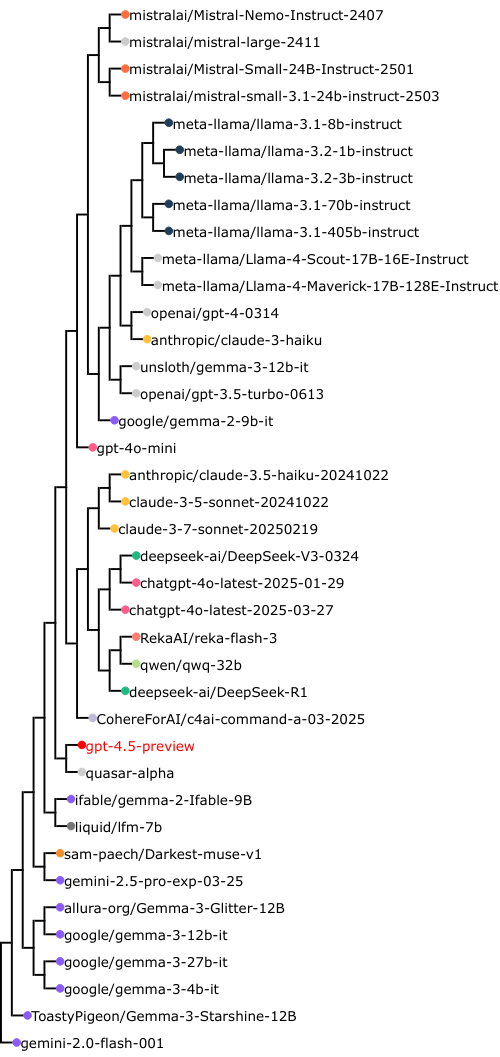 mistralai/Mistral-Nemo-Instruct-2407
mistralai/mistral-large-2411
mistralai/Mistral-Small-24B-Instruct-2501
mistralai/mistral-small-3.1-24b-instruct-2503
meta-llama/llama-3.1-8b-instruct
meta-llama/llama-3.2-1b-instruct
meta-llama/llama-3.2-3b-instruct
meta-llama/llama-3.1-70b-instruct
meta-llama/llama-3.1-405b-instruct
meta-llama/Llama-4-Scout-17B-16E-Instruct
meta-llama/Llama-4-Maverick-17B-128E-Instruct
openai/gpt-4-0314
anthropic/claude-3-haiku
unsloth/gemma-3-12b-it
openai/gpt-3.5-turbo-0613
google/gemma-2-9b-it
gpt-4o-mini
anthropic/claude-3.5-haiku-20241022
claude-3-5-sonnet-20241022
claude-3-7-sonnet-20250219
deepseek-ai/DeepSeek-V3-0324
chatgpt-4o-latest-2025-01-29
chatgpt-4o-latest-2025-03-27
RekaAI/reka-flash-3
qwen/qwq-32b
deepseek-ai/DeepSeek-R1
CohereForAI/c4ai-command-a-03-2025
gpt-4.5-preview
quasar-alpha
ifable/gemma-2-Ifable-9B
liquid/lfm-7b
sam-paech/Darkest-muse-v1
gemini-2.5-pro-exp-03-25
allura-org/Gemma-3-Glitter-12B
google/gemma-3-12b-it
google/gemma-3-27b-it
google/gemma-3-4b-it
ToastyPigeon/Gemma-3-Starshine-12B
gemini-2.0-flash-001